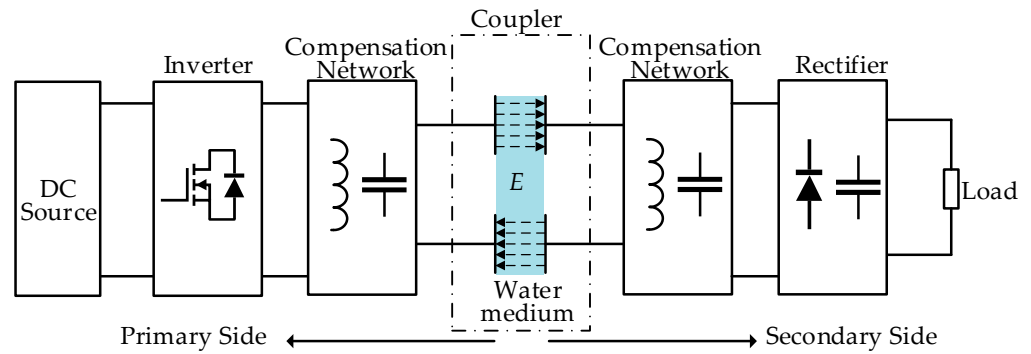 Coupler
Compensation
Network
Compensation
Network
Inverter
Rectifier
DC
Source
E
Load
Water
medium
Primary Side
Secondary Side